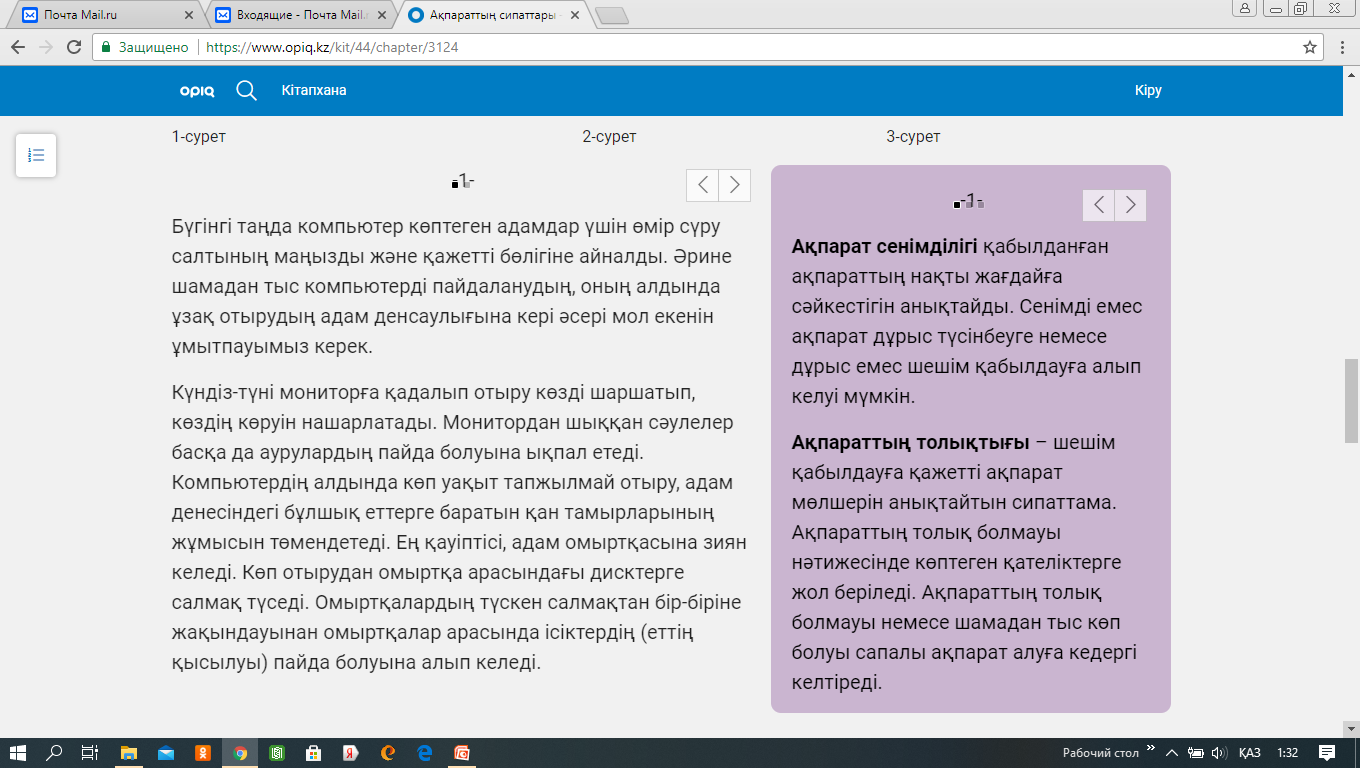 Почта Mail.ru
Входящие - Почта Mail.r
Ақпараттың сипаттары -
Защищено
https://www.opiq.kz/kit/44/chapter/3124
opiq
Кітапхана
Кіру
1-сурет
2-сурет
3-сурет
-1-
Бүгінгі таңда компьютер көптеген адамдар үшін өмір сүру
салтының маңызды және қажетті бөлігіне айналды. Әрине
шамадан тыс компьютерді пайдаланудың, оның алдында
ұзақ отырудың адам денсаулығына кері әсері мол екенін
ұмытпауымыз керек.
Күндіз-түні мониторға қадалып отыру көзді шаршатып,
көздің көруін нашарлатады. Монитордан шыққан сәулелер
басқа да аурулардың пайда болуына ықпал етеді.
Компьютердің алдында көп уақыт тапжылмай отыру, адам
денесіндегі бұлшық еттерге баратын қан тамырларының
жұмысын төмендетеді. Ең қауіптісі, адам омыртқасына зиян
келеді. Көп отырудан омыртқа арасындағы дисктерге
салмақ түседі. Омыртқалардың түскен салмақтан бір-біріне
жақындауынан омыртқалар арасында ісіктердің (еттің
қысылуы) пайда болуына алып келеді.
-1-
Ақпарат сенімділігі қабылданған
ақпараттың нақты жағдайға
сәйкестігін анықтайды. Сенімді емес
ақпарат дұрыс түсінбеуге немесе
дұрыс емес шешім қабылдауға алып
келуі мүмкін.
Ақпараттың толықтығы – шешім
қабылдауға қажетті ақпарат
мөлшерін анықтайтын сипаттама.
Ақпараттың толық болмауы
нәтижесінде көптеген қателіктерге
жол беріледі. Ақпараттың толық
болмауы немесе шамадан тыс көп
болуы сапалы ақпарат алуға кедергі
келтіреді.
Рабочий стол
ҚАЗ
1:32